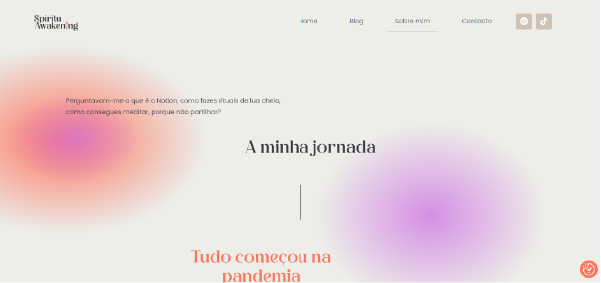 Spiritu
Awakening
Home
Blog
Sobre mim
Contacto
Perguntavam-me o que é o Notion, como fazes rituais de lua cheia,
como consegues meditar, porque não partilhar?
A minha jornada
Tudo começou na
pandemia